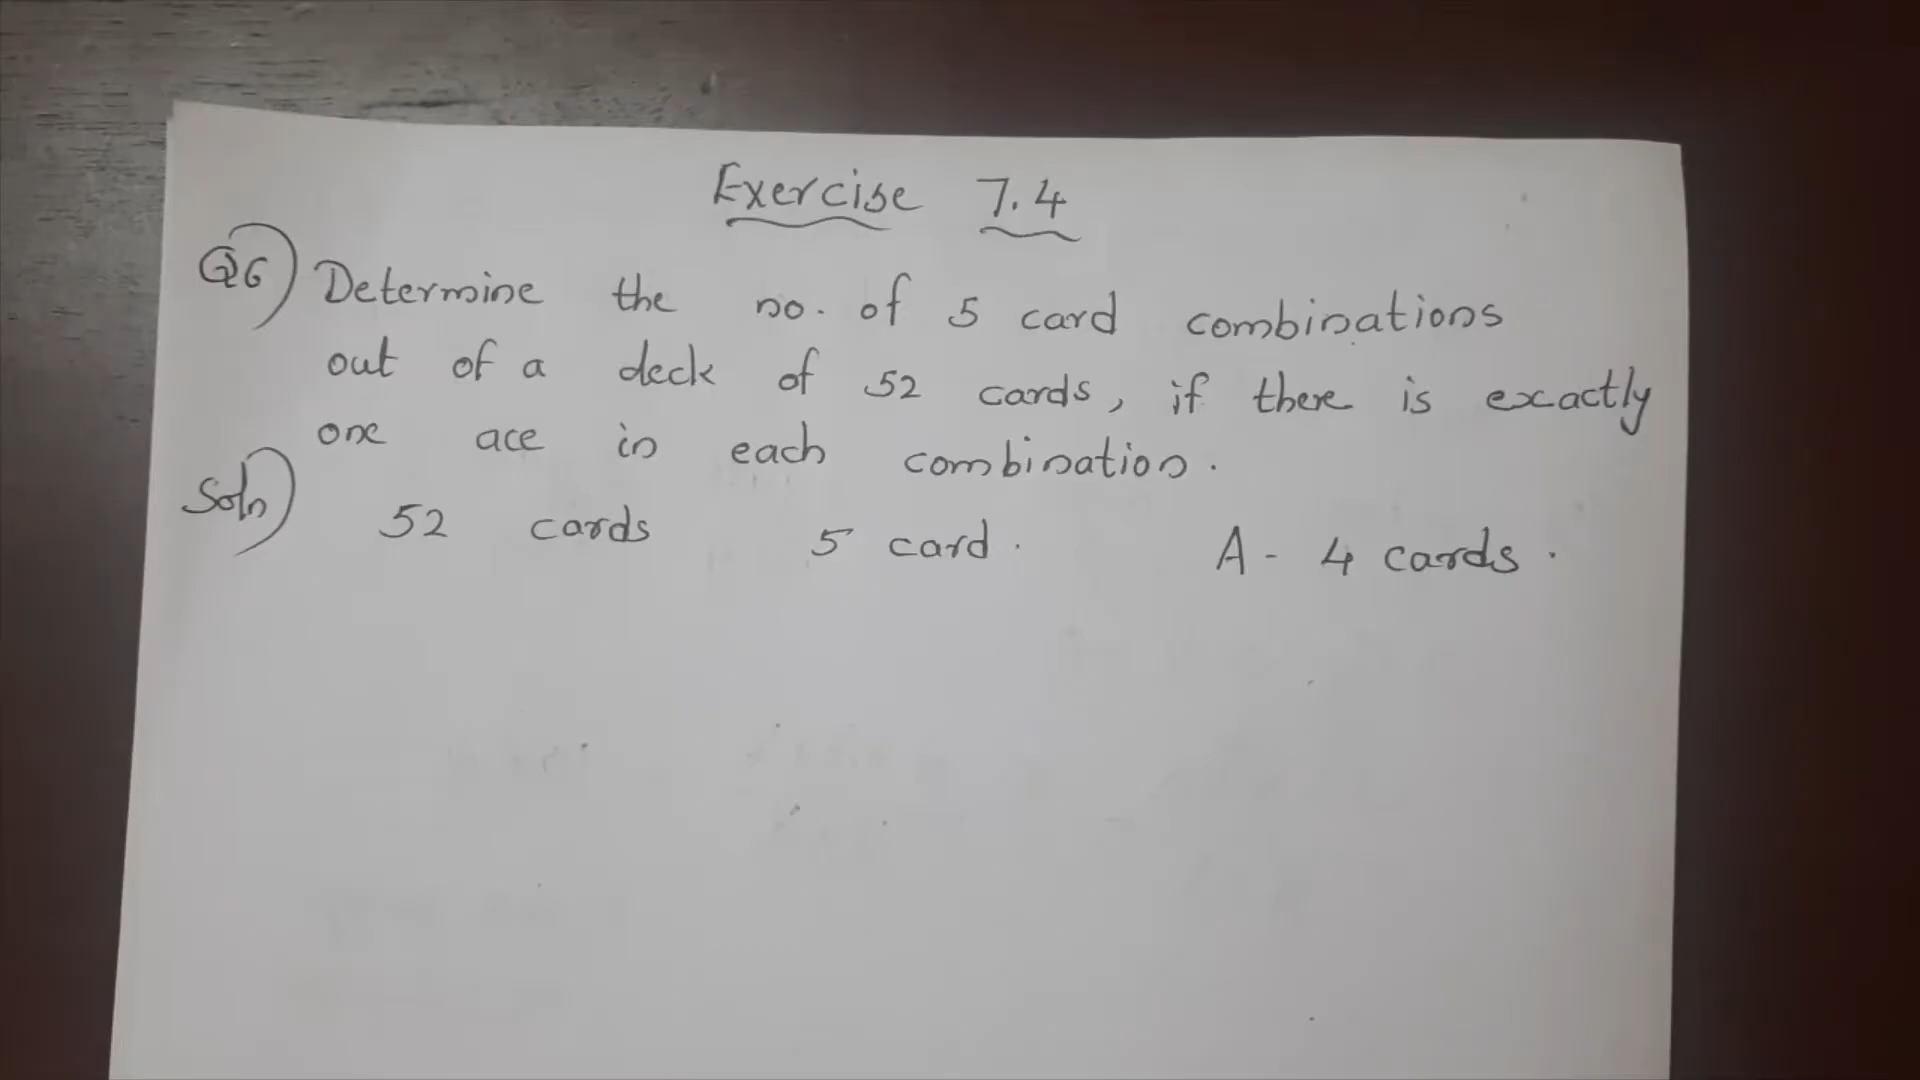 Exercise 7.4
Q6) Determine the no. of 5 card combinations
out of a deck of 52 cards, if there is exactly
one ace in each combination.
Soln) 52 cards 5 card. A - 4 cards.